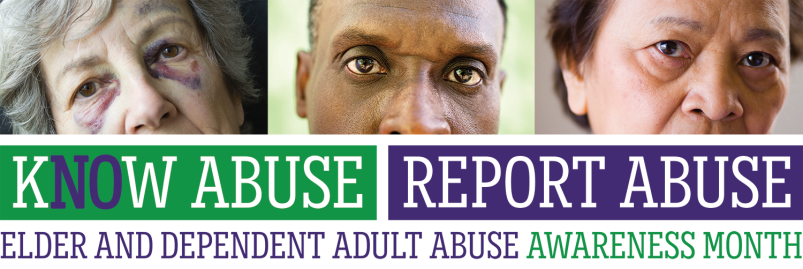 KNOW ABUSE REPORT ABUSE
ELDER AND DEPENDENT ADULT ABUSE AWARENESS MONTH